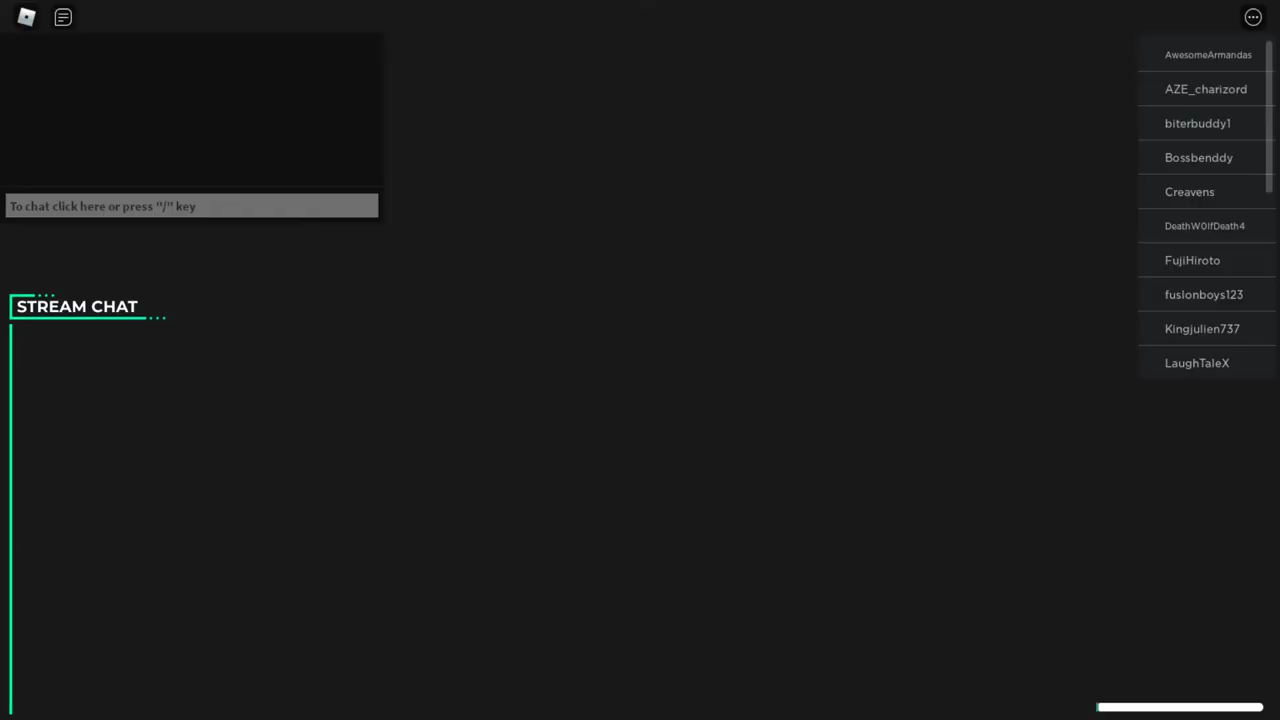 To chat click here or press "/" key
STREAM CHAT
AwesomeArmandas
AZE_charizord
biterbuddy1
Bossbenddy
Creavens
DeathW0lfDeath4
FujiHiroto
fuslonboys123
Kingjulien737
LaughTaleX